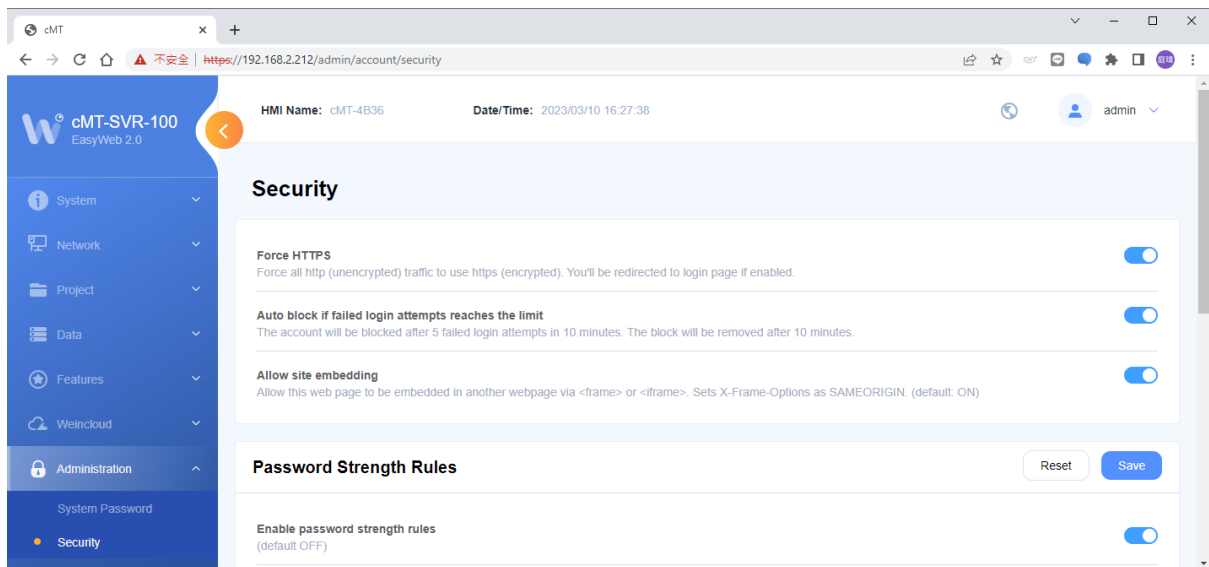 cMT
不安全 https://192.168.2.212/admin/account/security
庭瑋
cMT-SVR-100
EasyWeb 2.0
HMI Name: cMT-4B36 Date/Time: 2023/03/10 16:27:38
admin
System
Network
Project
Data
Features
Weincloud
Administration
System Password
Security
Security
Force HTTPS
Force all http (unencrypted) traffic to use https (encrypted). You'll be redirected to login page if enabled.
Auto block if failed login attempts reaches the limit
The account will be blocked after 5 failed login attempts in 10 minutes. The block will be removed after 10 minutes.
Allow site embedding
Allow this web page to be embedded in another webpage via <frame> or <iframe>. Sets X-Frame-Options as SAMEORIGIN. (default: ON)
Password Strength Rules
Reset
Save
Enable password strength rules
(default OFF)